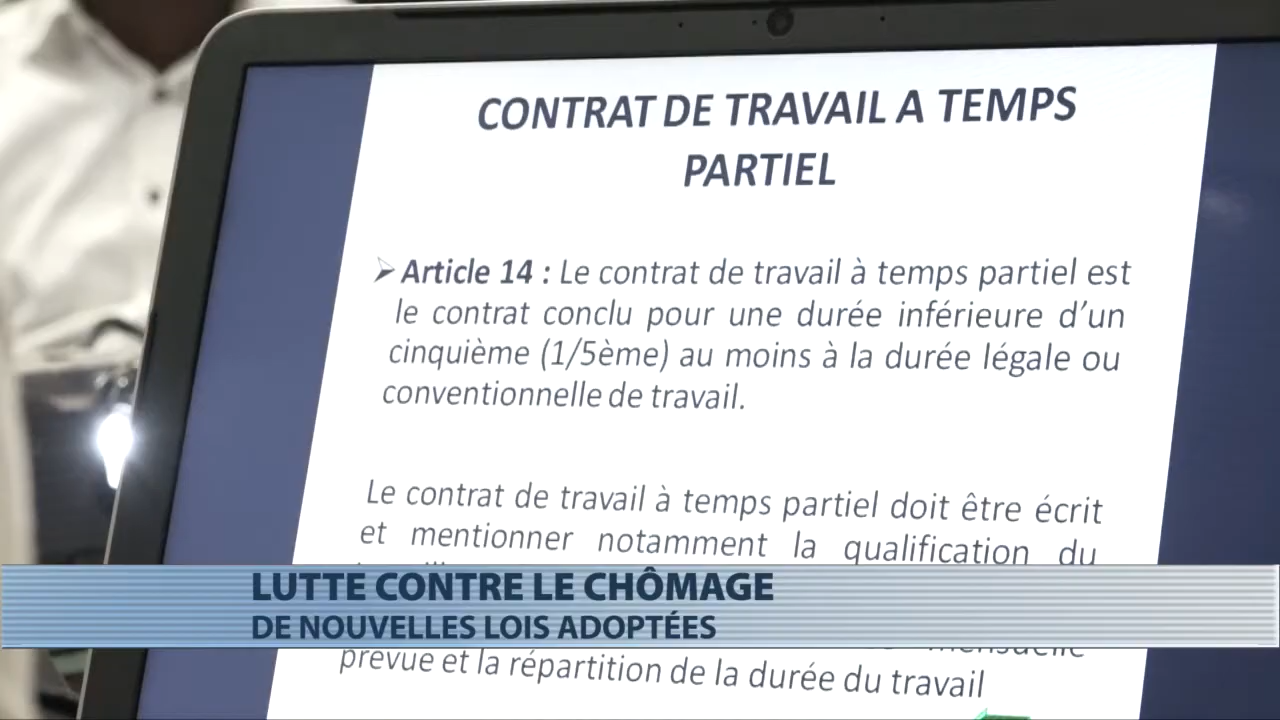 CONTRAT DE TRAVAIL A TEMPS
PARTIEL
➢ Article 14 : Le contrat de travail à temps partiel est
le contrat conclu pour une durée inférieure d’un
cinquième (1/5ème) au moins à la durée légale ou
conventionnelle de travail.
Le contrat de travail à temps partiel doit être écrit
et mentionner notamment la qualification du
LUTTE CONTRE LE CHÔMAGE
DE NOUVELLES LOIS ADOPTÉES
mensuelle
prévue et la répartition de la durée du travail